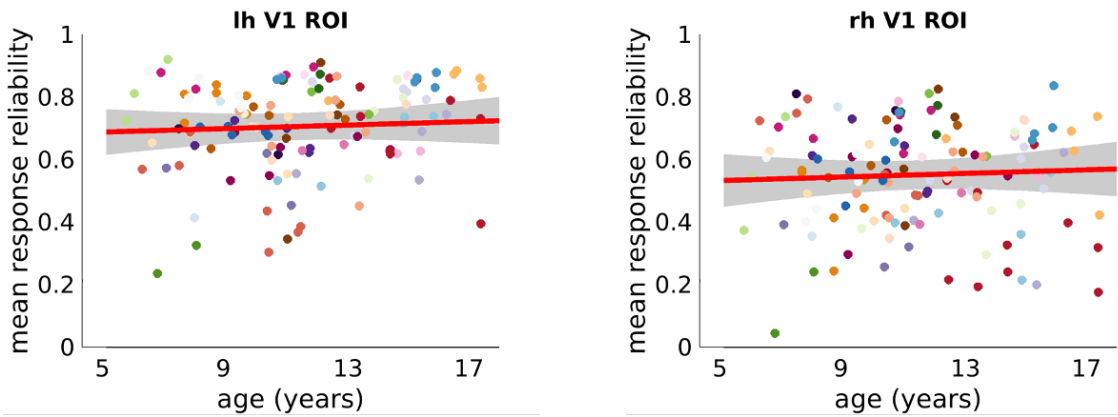 lh V1 ROI
mean response reliability
1
0.8
0.6
0.4
0.2
0
5 9 13 17
age (years)
rh V1 ROI
mean response reliability
1
0.8
0.6
0.4
0.2
0
5 9 13 17
age (years)